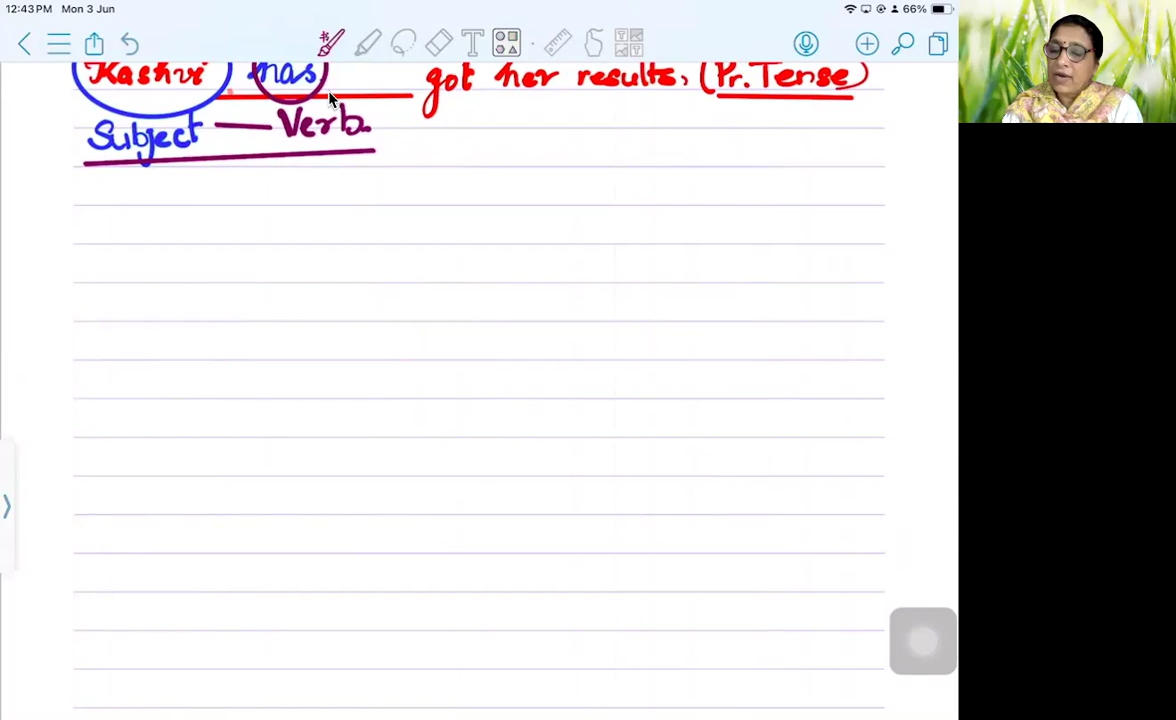 12:43 PM Mon 3 Jun 66%
Kashvi has got her results. (Pr. Tense)
Subject — Verb.